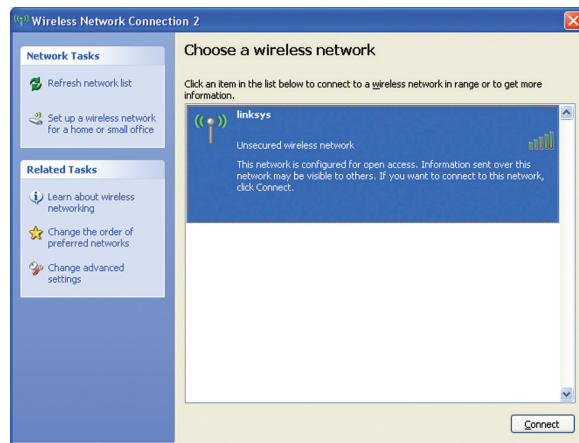 Wireless Network Connection 2
Network Tasks
Refresh network list
Set up a wireless network
for a home or small office
Related Tasks
Learn about wireless
networking
Change the order of
preferred networks
Change advanced
settings
Choose a wireless network
Click an item in the list below to connect to a wireless network in range or to get more
information.
linksys
Unsecured wireless network
This network is configured for open access. Information sent over this
network may be visible to others. If you want to connect to this network,
click Connect.
Connect